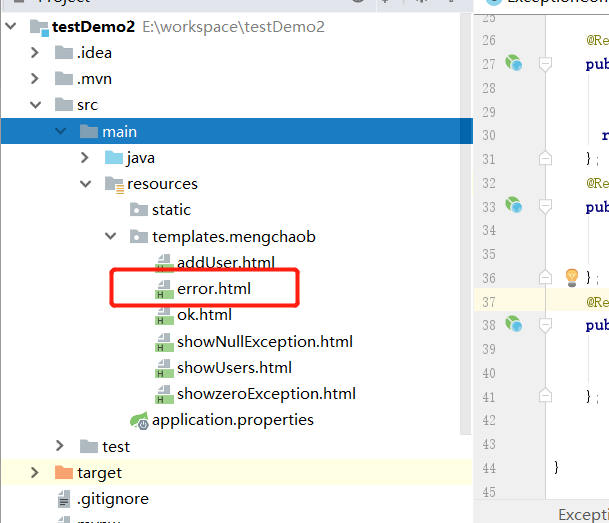 testDemo2 E:\workspace\testDemo2
.idea
.mvn
src
main
java
resources
static
templates.mengchaob
addUser.html
error.html
ok.html
showNullException.html
showUsers.html
showzeroException.html
application.properties
test
target
.gitignore
25
26 @Re
27 pub
28
29
30 r
31 };
32 @Re
33 pub
34
35
36 };
37 @Re
38 pub
39
40
41 };
42
43
44 }
45
Excepti